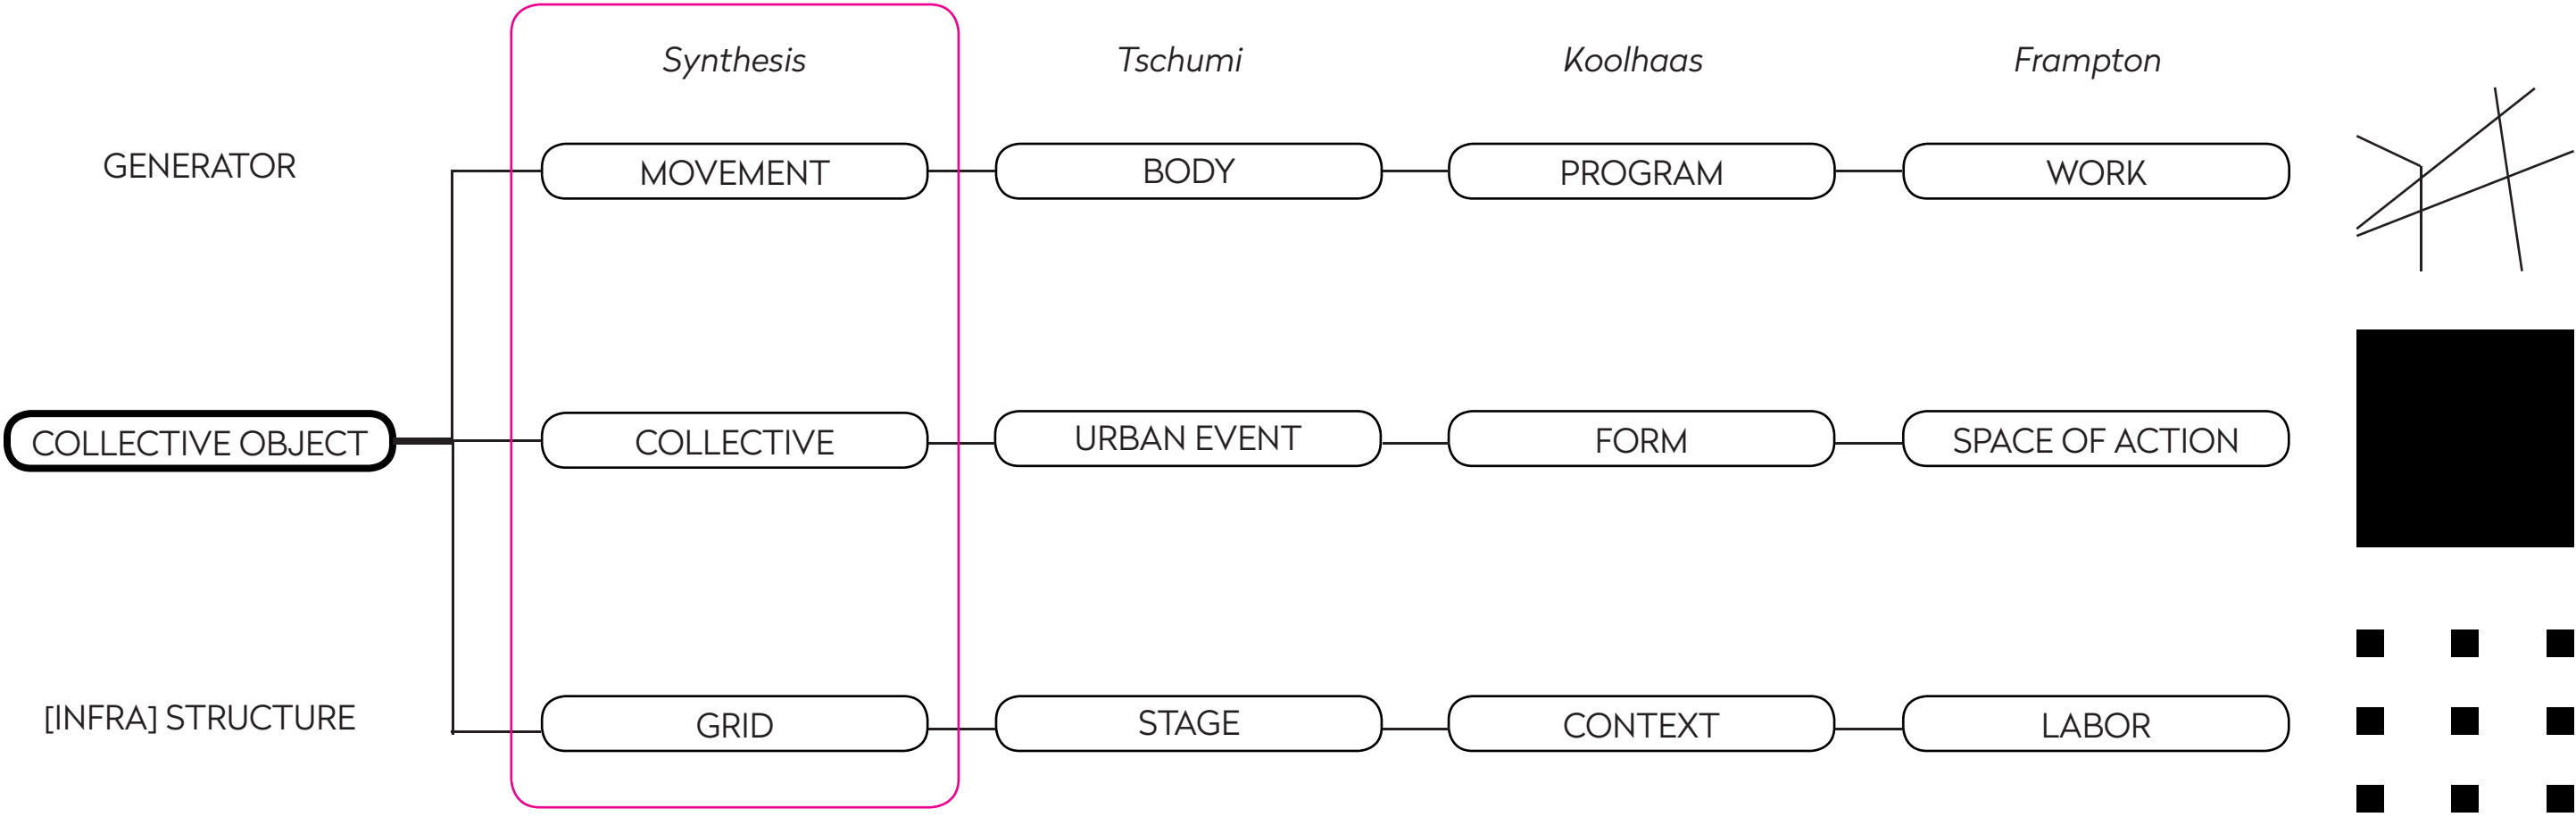 Synthesis
Tschumi
Koolhaas
Frampton
GENERATOR
MOVEMENT
BODY
PROGRAM
WORK
COLLECTIVE OBJECT
COLLECTIVE
URBAN EVENT
FORM
SPACE OF ACTION
[INFRA] STRUCTURE
GRID
STAGE
CONTEXT
LABOR